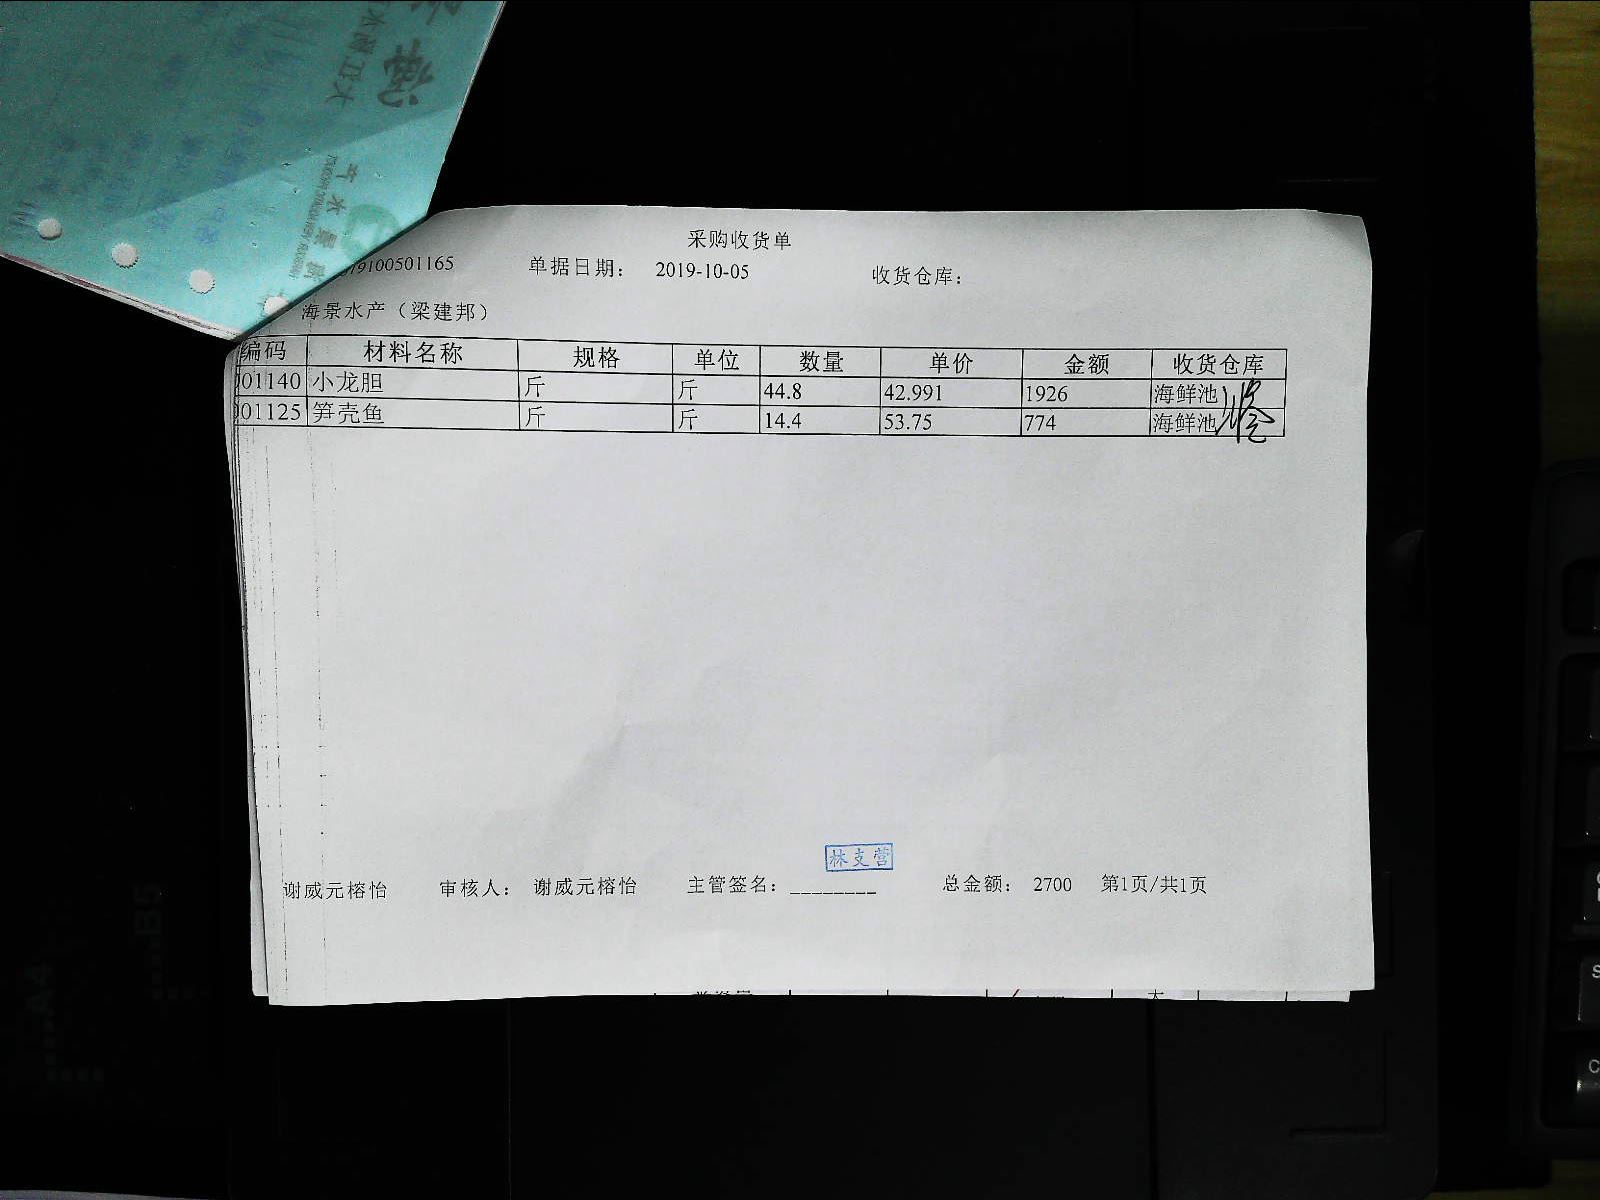 采购收货单
19100501165 单据日期： 2019-10-05 收货仓库：
海景水产（梁建邦）
编码 材料名称 规格 单位 数量 单价 金额 收货仓库
01140 小龙胆 斤 斤 44.8 42.991 1926 海鲜池
01125 笋壳鱼 斤 斤 14.4 53.75 774 海鲜池
林支营
谢威元榕怡 审核人： 谢威元榕怡 主管签名：________ 总金额： 2700 第1页/共1页
A4
B5